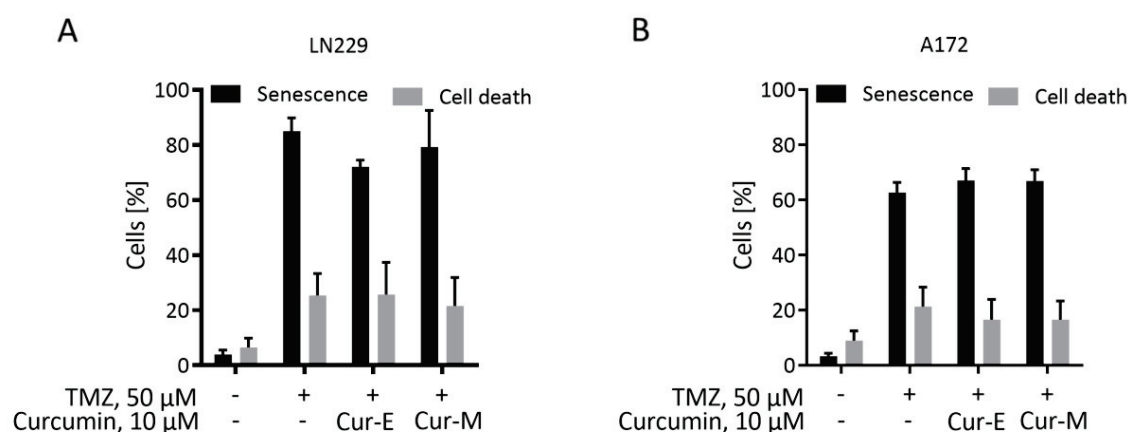 A
LN229
Senescence
Cell death
Cells [%]
100
80
60
40
20
0
TMZ, 50 µM - + + +
Curcumin, 10 µM - - Cur-E Cur-M
B
A172
Senescence
Cell death
Cells [%]
100
80
60
40
20
0
TMZ, 50 µM - + + +
Curcumin, 10 µM - - Cur-E Cur-M